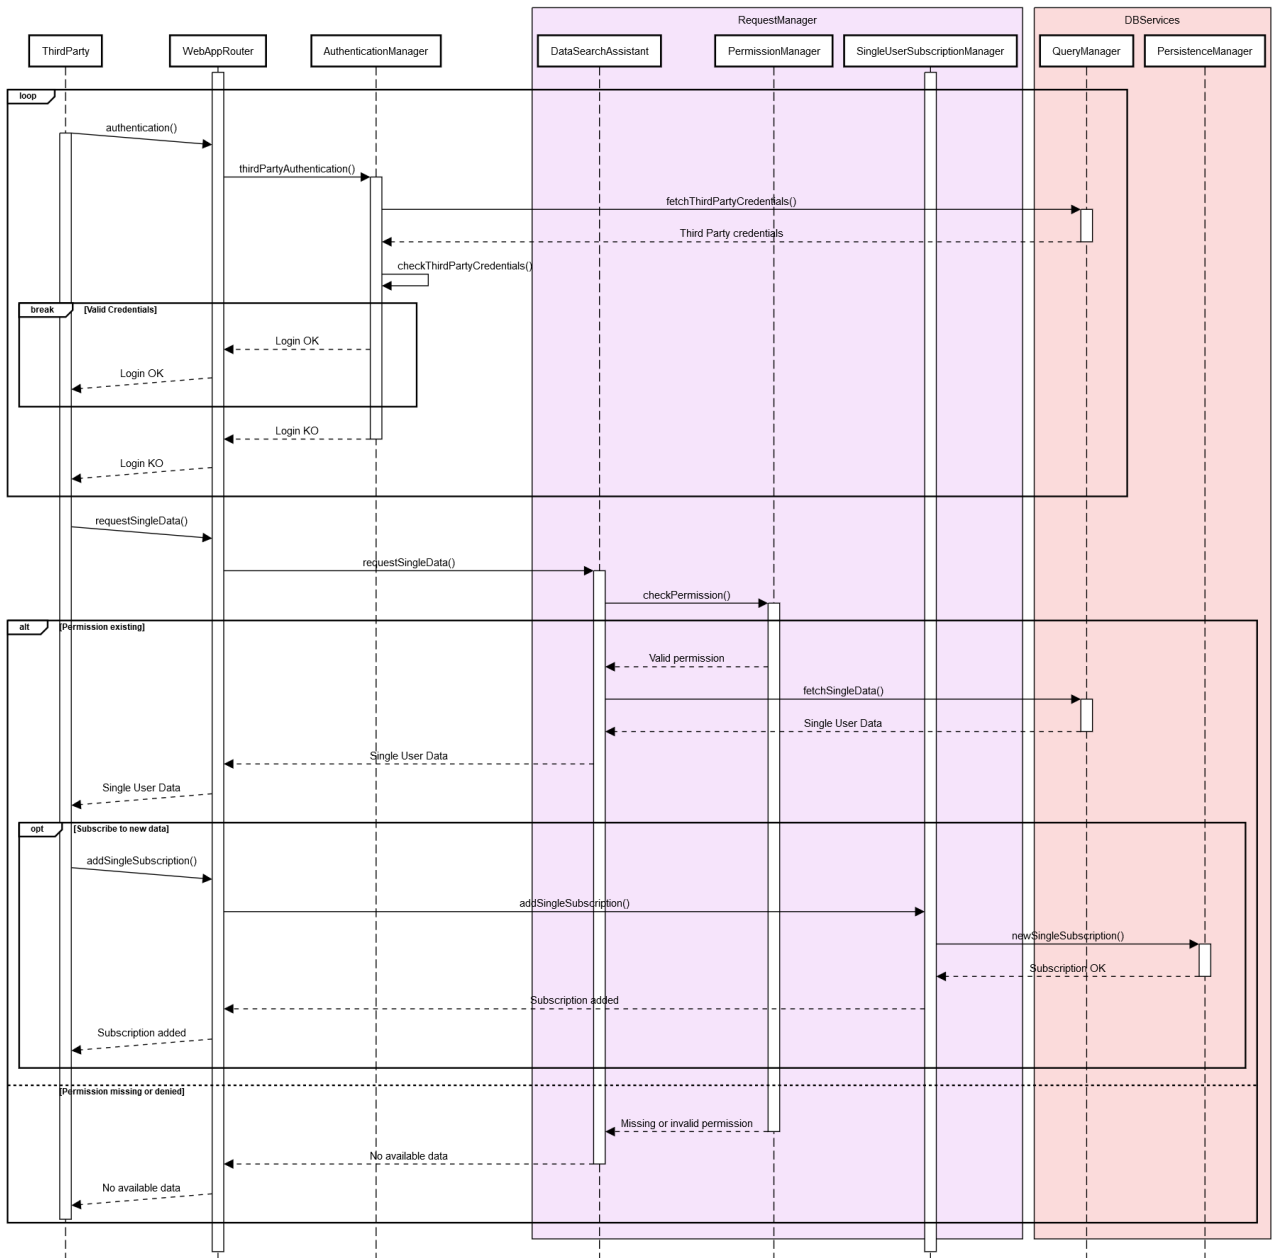 RequestManager
DBServices
ThirdParty
WebAppRouter
AuthenticationManager
DataSearchAssistant
PermissionManager
SingleUserSubscriptionManager
QueryManager
PersistenceManager
loop
authentication()
thirdPartyAuthentication()
fetchThirdPartyCredentials()
Third Party credentials
checkThirdPartyCredentials()
break
[Valid Credentials]
Login OK
Login OK
Login KO
Login KO
requestSingleData()
requestSingleData()
checkPermission()
alt
[Permission existing]
Valid permission
fetchSingleData()
Single User Data
Single User Data
Single User Data
opt
[Subscribe to new data]
addSingleSubscription()
addSingleSubscription()
newSingleSubscription()
Subscription OK
Subscription added
Subscription added
[Permission missing or denied]
Missing or invalid permission
No available data
No available data